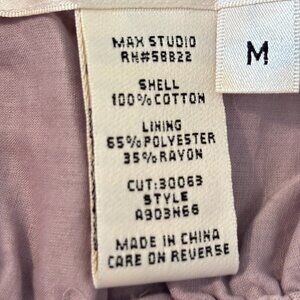 MAX STUDIO
RN#58822
M
SHELL
100%COTTON
LINING
65%POLYESTER
35%RAYON
CUT:30063
STYLE
A903H66
MADE IN CHINA
CARE ON REVERSE